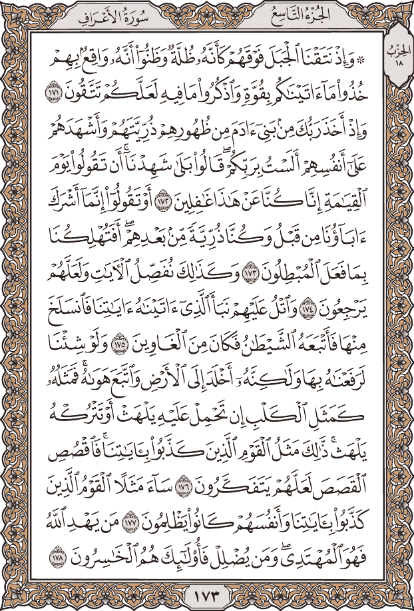 الجزء التاسع
سورة الأعراف
الحزب
١٨
۞ وَإِذْ نَتَقْنَا ٱلْجَبَلَ فَوْقَهُمْ كَأَنَّهُۥ ظُلَّةٌ وَظَنُّوٓا۟ أَنَّهُۥ وَاقِعٌۢ بِهِمْ
خُذُوا۟ مَآ ءَاتَيْنَـٰكُم بِقُوَّةٍ وَٱذْكُرُوا۟ مَا فِيهِ لَعَلَّكُمْ تَتَّقُونَ ١٧١
وَإِذْ أَخَذَ رَبُّكَ مِنۢ بَنِىٓ ءَادَمَ مِن ظُهُورِهِمْ ذُرِّيَّتَهُمْ وَأَشْهَدَهُمْ
عَلَىٰٓ أَنفُسِهِمْ أَلَسْتُ بِرَبِّكُمْ ۖ قَالُوا۟ بَلَىٰ ۛ شَهِدْنَآ ۛ أَن تَقُولُوا۟ يَوْمَ
ٱلْقِيَـٰمَةِ إِنَّا كُنَّا عَنْ هَـٰذَا غَـٰفِلِينَ ١٧٢ أَوْ تَقُولُوٓا۟ إِنَّمَآ أَشْرَكَ
ءَابَآؤُنَا مِن قَبْلُ وَكُنَّا ذُرِّيَّةً مِّنۢ بَعْدِهِمْ ۖ أَفَتُهْلِكُنَا
بِمَا فَعَلَ ٱلْمُبْطِلُونَ ١٧٣ وَكَذَٰلِكَ نُفَصِّلُ ٱلْـَٔايَـٰتِ وَلَعَلَّهُمْ
يَرْجِعُونَ ١٧٤ وَٱتْلُ عَلَيْهِمْ نَبَأَ ٱلَّذِىٓ ءَاتَيْنَـٰهُ ءَايَـٰتِنَا فَٱنسَلَخَ
مِنْهَا فَأَتْبَعَهُ ٱلشَّيْطَـٰنُ فَكَانَ مِنَ ٱلْغَاوِينَ ١٧٥ وَلَوْ شِئْنَا
لَرَفَعْنَـٰهُ بِهَا وَلَـٰكِنَّهُۥٓ أَخْلَدَ إِلَى ٱلْأَرْضِ وَٱتَّبَعَ هَوَىٰهُ ۚ فَمَثَلُهُۥ
كَمَثَلِ ٱلْكَلْبِ إِن تَحْمِلْ عَلَيْهِ يَلْهَثْ أَوْ تَتْرُكْهُ
يَلْهَث ۚ ذَّٰلِكَ مَثَلُ ٱلْقَوْمِ ٱلَّذِينَ كَذَّبُوا۟ بِـَٔايَـٰتِنَا ۚ فَٱقْصُصِ
ٱلْقَصَصَ لَعَلَّهُمْ يَتَفَكَّرُونَ ١٧٦ سَآءَ مَثَلًا ٱلْقَوْمُ ٱلَّذِينَ
كَذَّبُوا۟ بِـَٔايَـٰتِنَا وَأَنفُسَهُمْ كَانُوا۟ يَظْلِمُونَ ١٧٧ مَن يَهْدِ ٱللَّهُ
فَهُوَ ٱلْمُهْتَدِى ۖ وَمَن يُضْلِلْ فَأُو۟لَـٰٓئِكَ هُمُ ٱلْخَـٰسِرُونَ ١٧٨
١٧٣